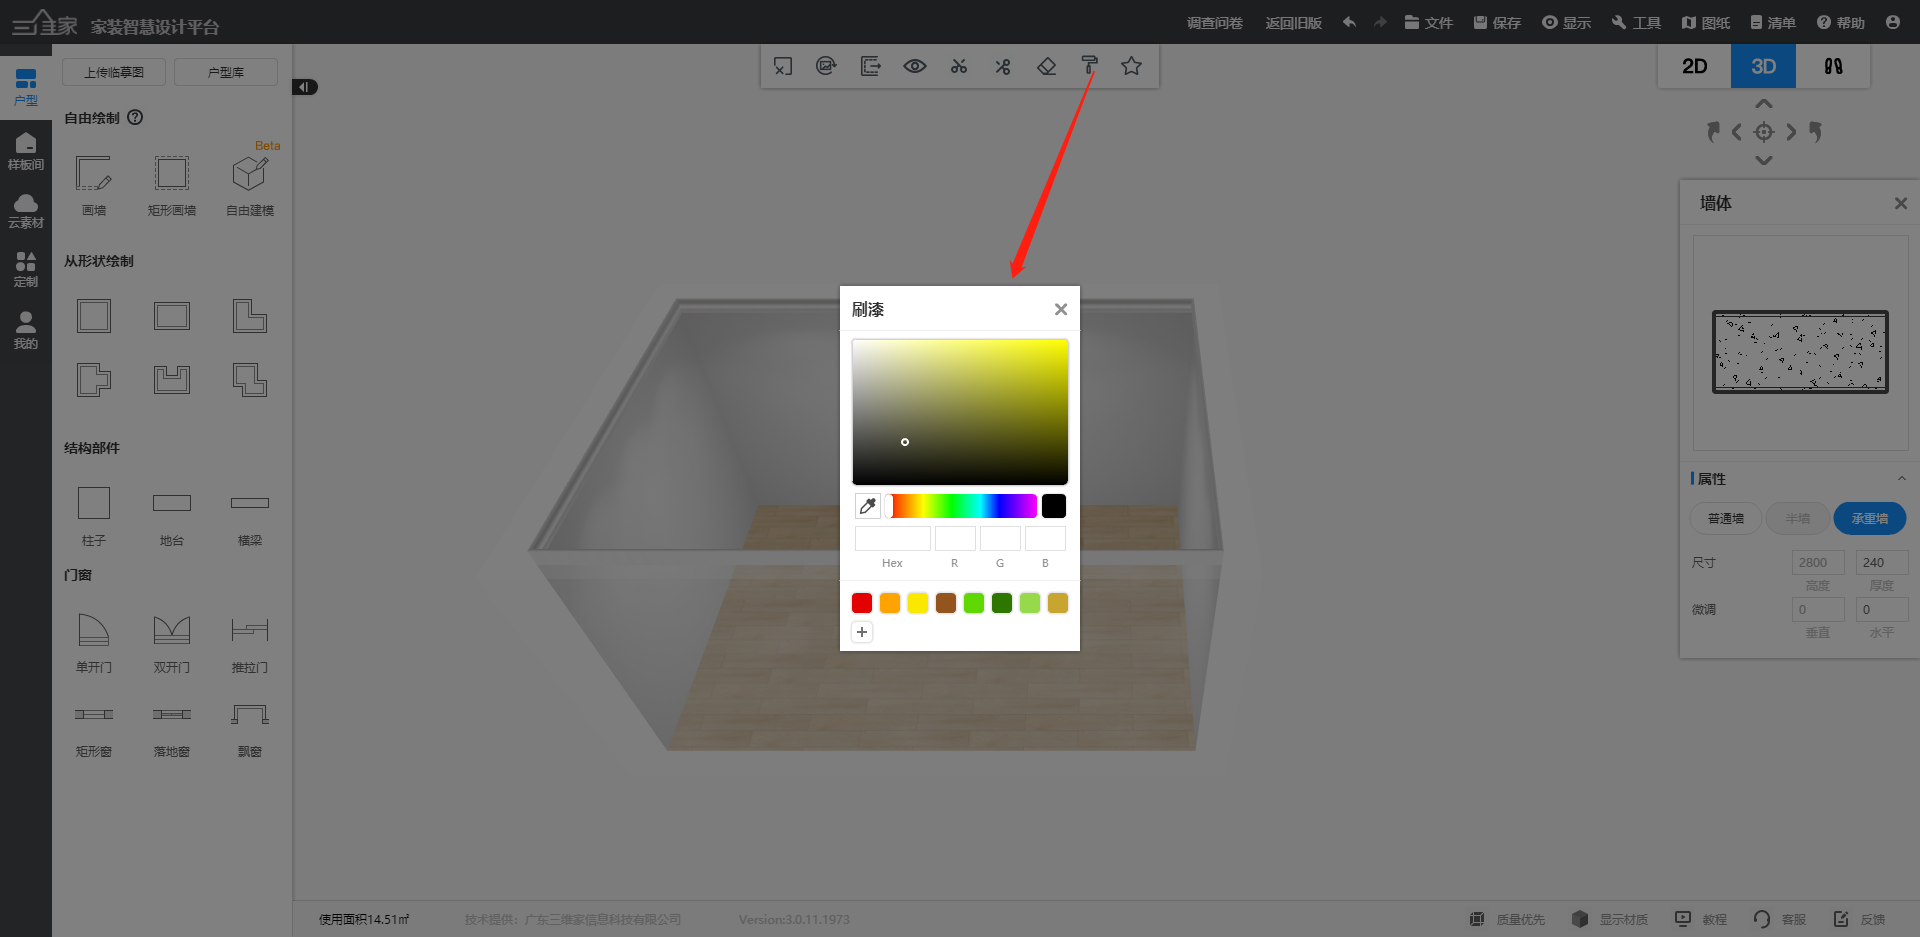 三维家 家装智慧设计平台
调查问卷 返回旧版 文件 保存 显示 工具 图纸 清单 帮助
户型
样板间
云素材
定制
我的
上传临摹图 户型库
自由绘制
Beta
画墙 矩形画墙 自由建模
从形状绘制
结构部件
柱子 地台 横梁
门窗
单开门 双开门 推拉门
矩形窗 落地窗 飘窗
2D 3D
刷漆
Hex R G B
墙体
属性
普通墙 半墙 承重墙
尺寸 2800 240
高度 厚度
微调 0 0
垂直 水平
使用面积14.51㎡ 技术提供：广东三维家信息科技有限公司 Version:3.0.11.1973
质量优先 显示材质 教程 客服 反馈